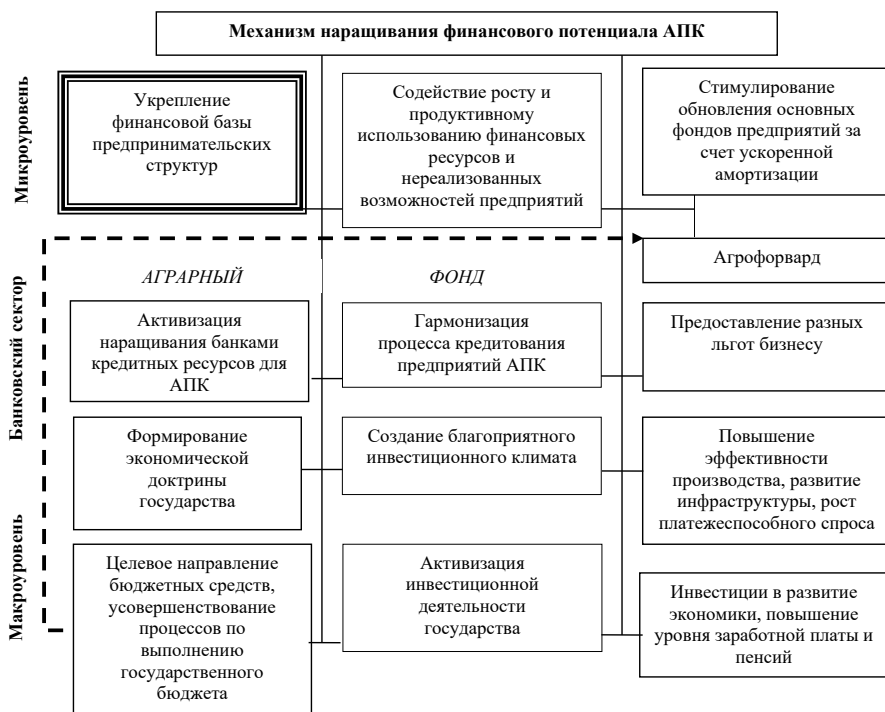 Механизм наращивания финансового потенциала АПК
Микроуровень
Укрепление
финансовой базы
предпринимательских
структур
Содействие росту и
продуктивному
использованию финансовых
ресурсов и
нереализованных
возможностей предприятий
Стимулирование
обновления основных
фондов предприятий за
счет ускоренной
амортизации
Агрофорвард
Банковский сектор
АГРАРНЫЙ
ФОНД
Активизация
наращивания банками
кредитных ресурсов для
АПК
Гармонизация
процесса кредитования
предприятий АПК
Предоставление разных
льгот бизнесу
Макроуровень
Формирование
экономической
доктрины
государства
Создание благоприятного
инвестиционного климата
Повышение
эффективности
производства, развитие
инфраструктуры, рост
платежеспособного спроса
Целевое направление
бюджетных средств,
усовершенствование
процессов по
выполнению
государственного
бюджета
Активизация
инвестиционной
деятельности
государства
Инвестиции в развитие
экономики, повышение
уровня заработной платы и
пенсий